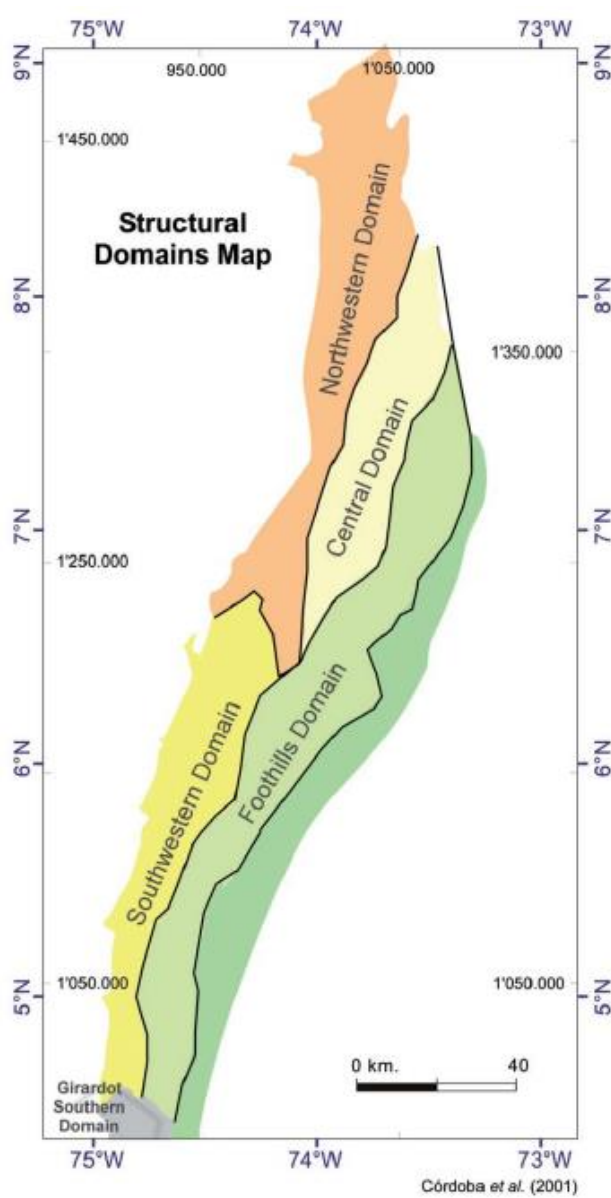 75°W 74°W 73°W
950.000 1'050.000
9°N 9°N
1'450.000
Structural
Domains Map
Northwestern Domain
8°N 8°N
1'350.000
Central Domain
7°N 7°N
1'250.000
Southwestern Domain
Foothills Domain
6°N 6°N
1'050.000 1'050.000
5°N 5°N
0 km. 40
Girardot
Southern
Domain
75°W 74°W 73°W
Córdoba et al. (2001)